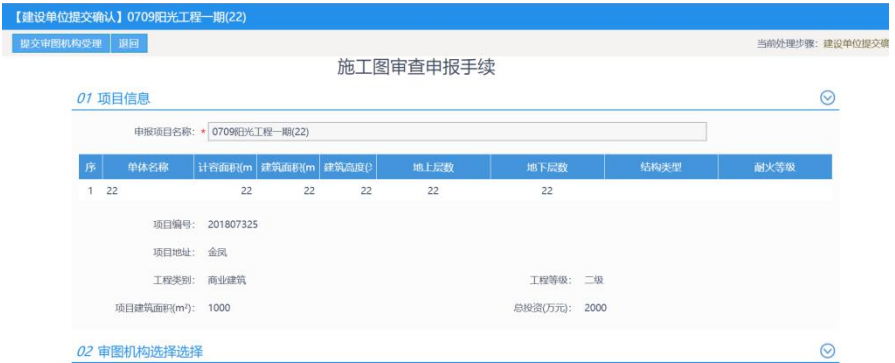 【建设单位提交确认】0709阳光工程一期(22)
提交审图机构受理 退回 当前处理步骤：建设单位提交确
施工图审查申报手续
01 项目信息
申报项目名称：* 0709阳光工程一期(22)
序 单体名称 计容面积(m 建筑面积(m 建筑高度(分 地上层数 地下层数 结构类型 耐火等级
1 22 22 22 22 22 22
项目编号： 201807325
项目地址： 金凤
工程类别： 商业建筑 工程等级： 二级
项目建筑面积(m²)： 1000 总投资(万元)： 2000
02 审图机构选择选择